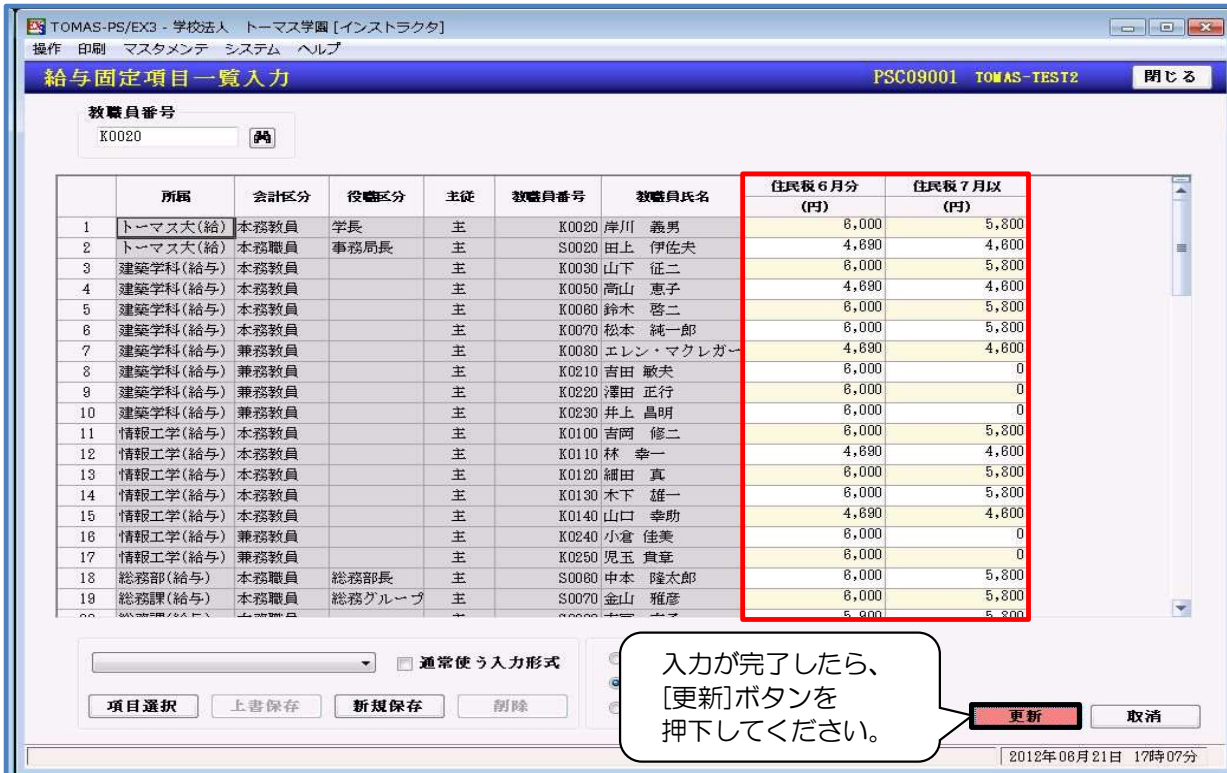 TOMAS-PS/EX3 - 学校法人 トーマス学園 [インストラクタ]
操作 印刷 マスタメンテ システム ヘルプ
給与固定項目一覧入力 PSC09001 TOMAS-TEST2 閉じる
教職員番号
K0020
所属 会計区分 役職区分 主従 教職員番号 教職員氏名 住民税６月分 住民税７月以
(円) (円)
1 トーマス大(給) 本務教員 学長 主 K0020 岸川 義男 6,000 5,800
2 トーマス大(給) 本務職員 事務局長 主 S0020 田上 伊佐夫 4,690 4,600
3 建築学科(給与) 本務教員 主 K0030 山下 征二 6,000 5,800
4 建築学科(給与) 本務教員 主 K0050 高山 恵子 4,690 4,600
5 建築学科(給与) 本務教員 主 K0060 鈴木 啓二 6,000 5,800
6 建築学科(給与) 本務教員 主 K0070 松本 純一郎 6,000 5,800
7 建築学科(給与) 兼務教員 主 K0080 エレン・マクレガー 4,690 4,600
8 建築学科(給与) 兼務教員 主 K0210 吉田 敏夫 6,000 0
9 建築学科(給与) 兼務教員 主 K0220 澤田 正行 6,000 0
10 建築学科(給与) 兼務教員 主 K0230 井上 昌明 6,000 0
11 情報工学(給与) 本務教員 主 K0100 吉岡 修二 6,000 5,800
12 情報工学(給与) 本務教員 主 K0110 林 幸一 4,690 4,600
13 情報工学(給与) 本務教員 主 K0120 細田 真 6,000 5,800
14 情報工学(給与) 本務教員 主 K0130 木下 雄一 6,000 5,800
15 情報工学(給与) 本務教員 主 K0140 山口 幸助 4,690 4,600
16 情報工学(給与) 兼務教員 主 K0240 小倉 佳美 6,000 0
17 情報工学(給与) 兼務教員 主 K0250 児玉 貴章 6,000 0
18 総務部(給与) 本務職員 総務部長 主 S0060 中本 隆太郎 6,000 5,800
19 総務課(給与) 本務職員 総務グループ 主 S0070 金山 雅彦 6,000 5,800
通常使う入力形式
項目選択 上書保存 新規保存 削除
入力が完了したら、
[更新]ボタンを
押下してください。
更新 取消
2012年06月21日 17時07分